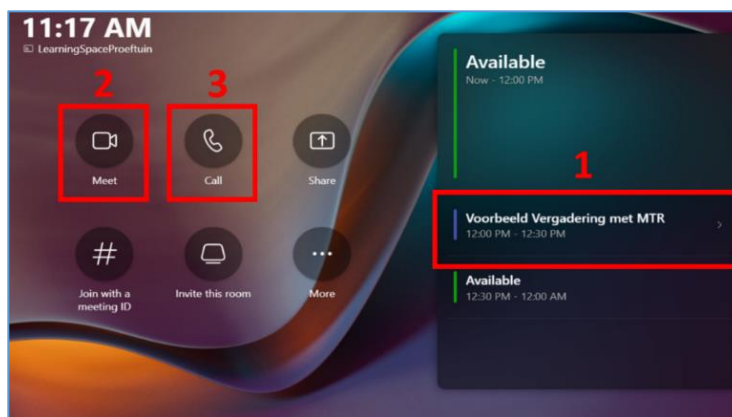 11:17 AM
LearningSpaceProeftuin
2
3
Meet
Call
Share
Join with a
meeting ID
Invite this room
More
Available
Now - 12:00 PM
1
Voorbeeld Vergadering met MTR
12:00 PM - 12:30 PM
Available
12:30 PM - 12:00 AM